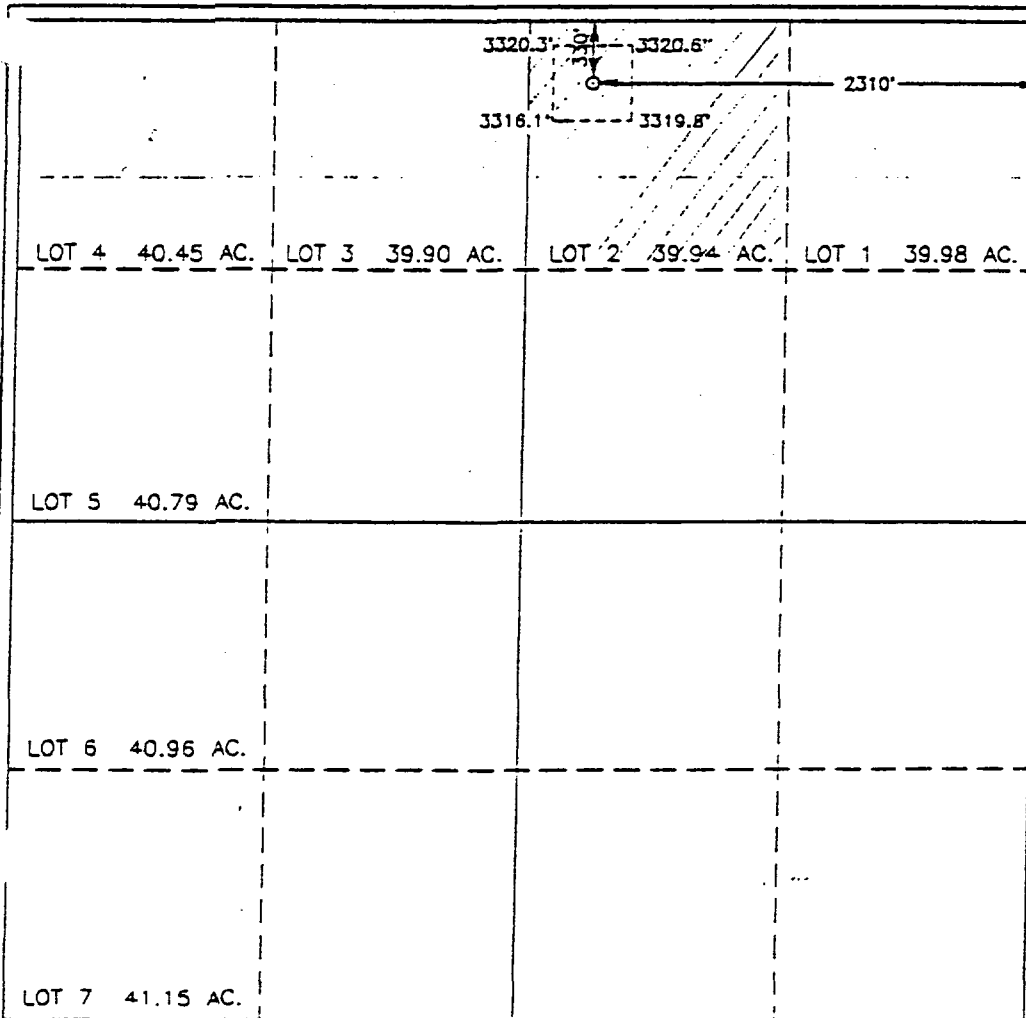 3320.3'
330'
3320.6'
2310'
3316.1'
3319.8'
LOT 4 40.45 AC.
LOT 3 39.90 AC.
LOT 2 39.94 AC.
LOT 1 39.98 AC.
LOT 5 40.79 AC.
LOT 6 40.96 AC.
LOT 7 41.15 AC.